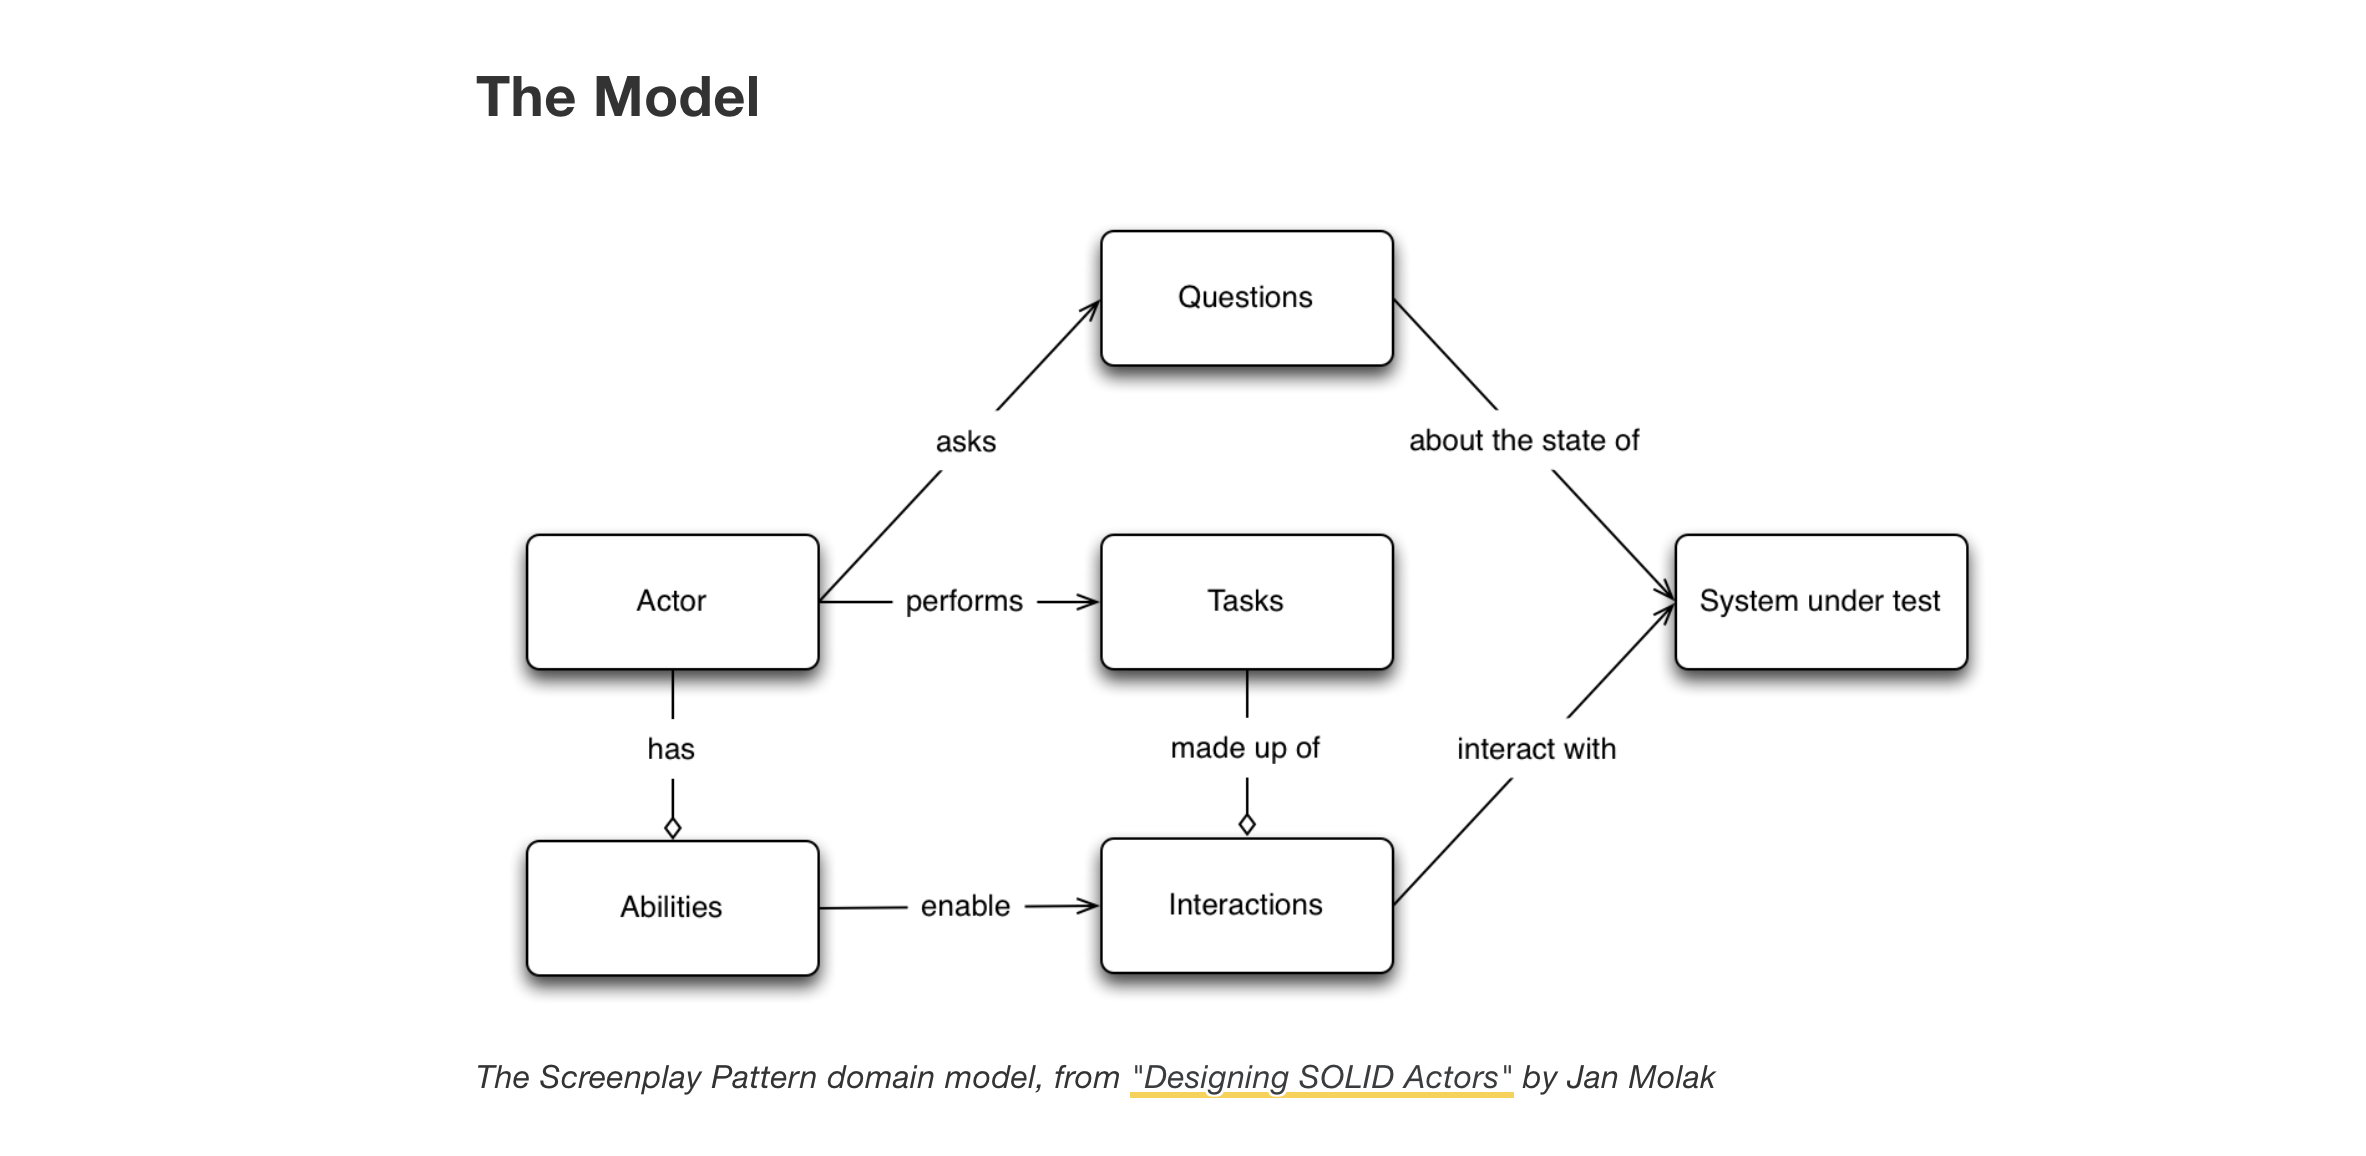 The Model
Questions
asks
about the state of
Actor
performs
Tasks
System under test
has
made up of
interact with
Abilities
enable
Interactions
The Screenplay Pattern domain model, from "Designing SOLID Actors" by Jan Molak